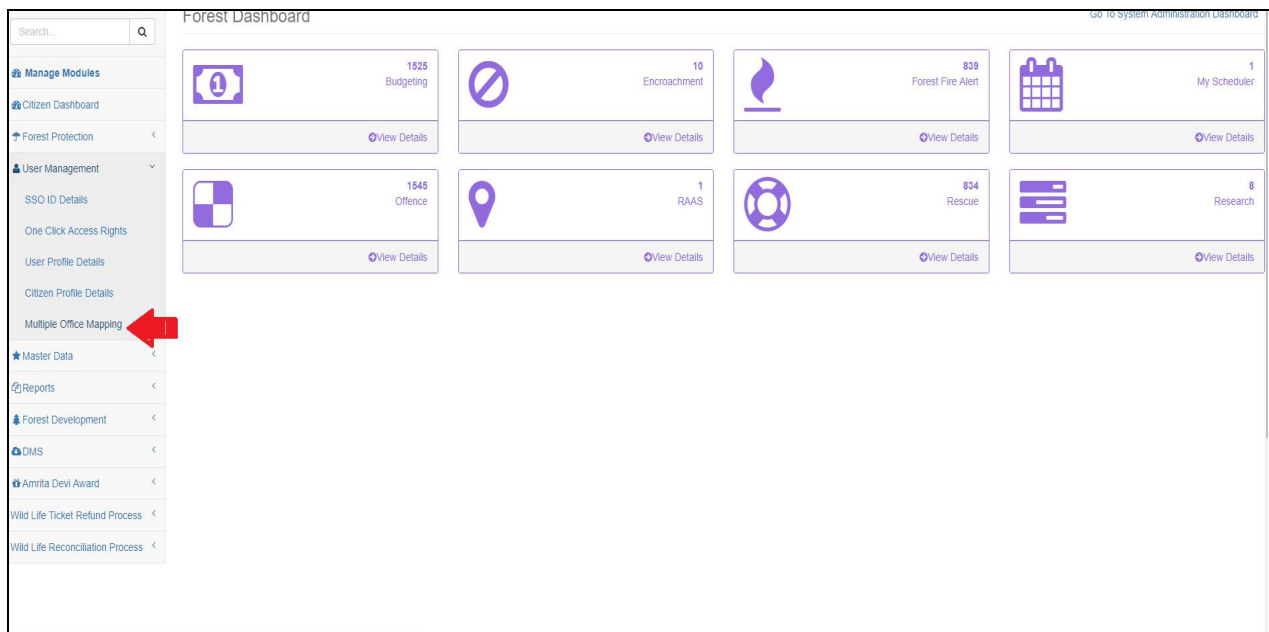 Forest Dashboard
Go To System Administration Dashboard
Search...
Manage Modules
Citizen Dashboard
Forest Protection
User Management
SSO ID Details
One Click Access Rights
User Profile Details
Citizen Profile Details
Multiple Office Mapping
Master Data
Reports
Forest Development
DMS
Amrita Devi Award
Wild Life Ticket Refund Process
Wild Life Reconciliation Process
1
1525
Budgeting
View Details
10
Encroachment
View Details
839
Forest Fire Alert
View Details
1
My Scheduler
View Details
1545
Offence
View Details
1
RAAS
View Details
834
Rescue
View Details
8
Research
View Details